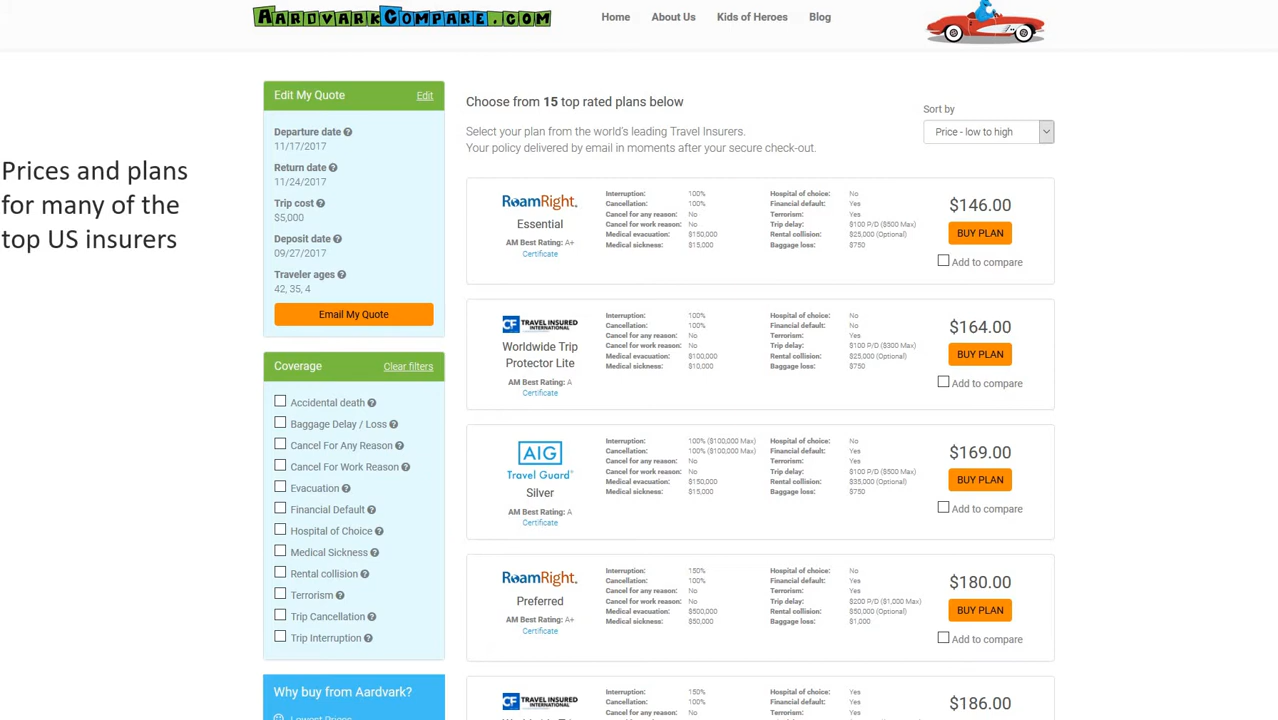 AARDVARKCOMPARE.COM
Home About Us Kids of Heroes Blog
Prices and plans
for many of the
top US insurers
Edit My Quote Edit
Departure date
11/17/2017
Return date
11/24/2017
Trip cost
$5,000
Deposit date
09/27/2017
Traveler ages
42, 35, 4
Email My Quote
Coverage Clear filters
Accidental death
Baggage Delay / Loss
Cancel For Any Reason
Cancel For Work Reason
Evacuation
Financial Default
Hospital of Choice
Medical Sickness
Rental collision
Terrorism
Trip Cancellation
Trip Interruption
Why buy from Aardvark?
Lowest Prices
Choose from 15 top rated plans below
Select your plan from the world's leading Travel Insurers.
Your policy delivered by email in moments after your secure check-out.
Sort by
Price - low to high
RoamRight.
Essential
AM Best Rating: A+
Certificate
Interruption: 100%
Cancellation: 100%
Cancel for any reason: No
Cancel for work reason: No
Medical evacuation: $150,000
Medical sickness: $15,000
Hospital of choice: No
Financial default: Yes
Terrorism: Yes
Trip delay: $100 P/D ($500 Max)
Rental collision: $25,000 (Optional)
Baggage loss: $750
$146.00
BUY PLAN
Add to compare
TRAVEL INSURED
INTERNATIONAL
Worldwide Trip
Protector Lite
AM Best Rating: A
Certificate
Interruption: 100%
Cancellation: 100%
Cancel for any reason: No
Cancel for work reason: No
Medical evacuation: $100,000
Medical sickness: $10,000
Hospital of choice: No
Financial default: No
Terrorism: Yes
Trip delay: $100 P/D ($300 Max)
Rental collision: $25,000 (Optional)
Baggage loss: $750
$164.00
BUY PLAN
Add to compare
AIG
Travel Guard
Silver
AM Best Rating: A
Certificate
Interruption: 100% ($100,000 Max)
Cancellation: 100% ($100,000 Max)
Cancel for any reason: No
Cancel for work reason: No
Medical evacuation: $150,000
Medical sickness: $15,000
Hospital of choice: No
Financial default: Yes
Terrorism: Yes
Trip delay: $100 P/D ($500 Max)
Rental collision: $35,000 (Optional)
Baggage loss: $750
$169.00
BUY PLAN
Add to compare
RoamRight.
Preferred
AM Best Rating: A+
Certificate
Interruption: 150%
Cancellation: 100%
Cancel for any reason: No
Cancel for work reason: No
Medical evacuation: $500,000
Medical sickness: $50,000
Hospital of choice: No
Financial default: Yes
Terrorism: Yes
Trip delay: $200 P/D ($1,000 Max)
Rental collision: $50,000 (Optional)
Baggage loss: $1,000
$180.00
BUY PLAN
Add to compare
TRAVEL INSURED
INTERNATIONAL
Interruption: 150%
Cancellation: 100%
Cancel for any reason: No
Hospital of choice: Yes
Financial default: Yes
Terrorism: Yes
$186.00